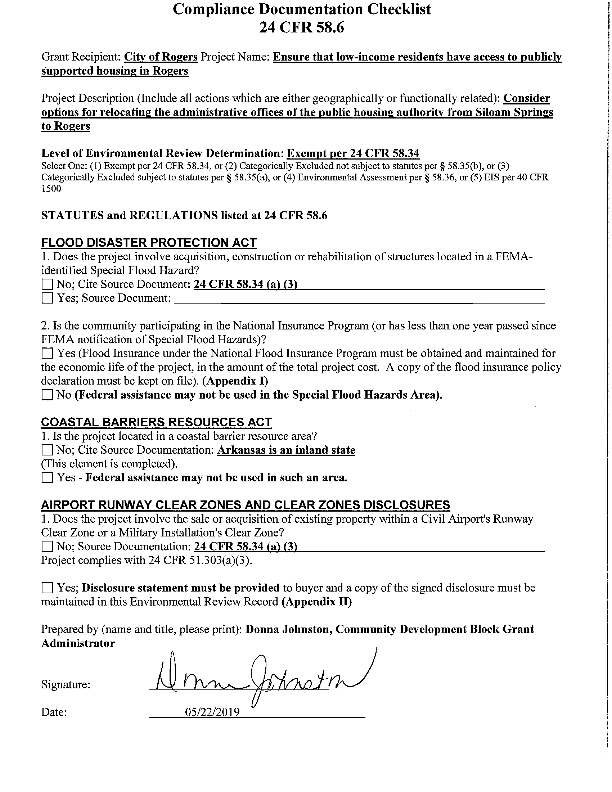 Compliance Documentation Checklist
24 CFR 58.6
Grant Recipient: City of Rogers Project Name: Ensure that low-income residents have access to publicly
supported housing in Rogers
Project Description (Include all actions which are either geographically or functionally related): Consider
options for relocating the administrative offices of the public housing authority from Siloam Springs
to Rogers
Level of Environmental Review Determination: Exempt per 24 CFR 58.34
Select One: (1) Exempt per 24 CFR 58.34, or (2) Categorically Excluded not subject to statutes per § 58.35(b), or (3)
Categorically Excluded subject to statutes per § 58.35(a), or (4) Environmental Assessment per § 58.36, or (5) EIS per 40 CFR
1500
STATUTES and REGULATIONS listed at 24 CFR 58.6
FLOOD DISASTER PROTECTION ACT
1. Does the project involve acquisition, construction or rehabilitation of structures located in a FEMA-
identified Special Flood Hazard?
☐ No; Cite Source Document: 24 CFR 58.34 (a) (3)
☐ Yes; Source Document:
2. Is the community participating in the National Insurance Program (or has less than one year passed since
FEMA notification of Special Flood Hazards)?
☐ Yes (Flood Insurance under the National Flood Insurance Program must be obtained and maintained for
the economic life of the project, in the amount of the total project cost. A copy of the flood insurance policy
declaration must be kept on file). (Appendix I)
☐ No (Federal assistance may not be used in the Special Flood Hazards Area).
COASTAL BARRIERS RESOURCES ACT
1. Is the project located in a coastal barrier resource area?
☐ No; Cite Source Documentation: Arkansas is an inland state
(This element is completed).
☐ Yes - Federal assistance may not be used in such an area.
AIRPORT RUNWAY CLEAR ZONES AND CLEAR ZONES DISCLOSURES
1. Does the project involve the sale or acquisition of existing property within a Civil Airport's Runway
Clear Zone or a Military Installation's Clear Zone?
☐ No; Source Documentation: 24 CFR 58.34 (a) (3)
Project complies with 24 CFR 51.303(a)(3).
☐ Yes; Disclosure statement must be provided to buyer and a copy of the signed disclosure must be
maintained in this Environmental Review Record (Appendix II)
Prepared by (name and title, please print): Donna Johnston, Community Development Block Grant
Administrator
Signature: Donna Johnston
Date: 05/22/2019